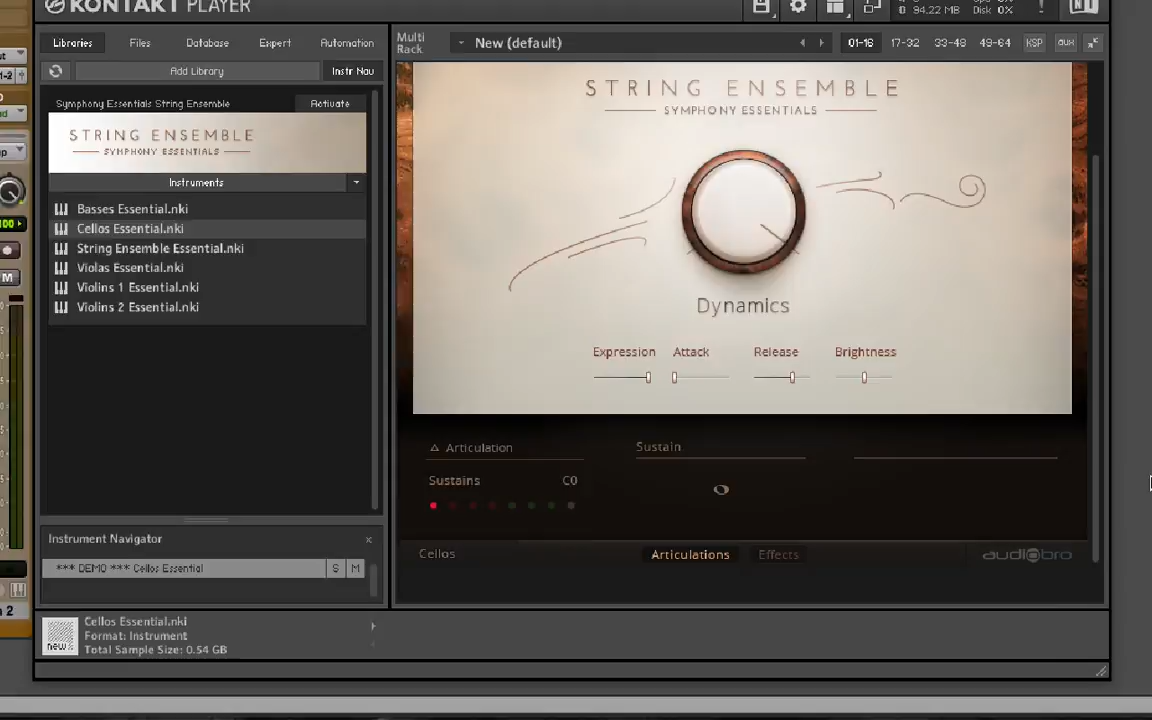 KONTAKT PLAYER
94.22 MB
Disk 0%
Libraries
Files
Database
Expert
Automation
Multi
Rack
New (default)
01-16
17-32
33-48
49-64
KSP
AUX
Add Library
Instr Nav
Symphony Essentials String Ensemble
Activate
STRING ENSEMBLE
SYMPHONY ESSENTIALS
Instruments
Basses Essential.nki
Cellos Essential.nki
String Ensemble Essential.nki
Violas Essential.nki
Violins 1 Essential.nki
Violins 2 Essential.nki
STRING ENSEMBLE
SYMPHONY ESSENTIALS
Dynamics
Expression
Attack
Release
Brightness
Articulation
Sustain
Sustains
C0
Cellos
Articulations
Effects
audiobro
Instrument Navigator
*** DEMO *** Cellos Essential
S
M
Cellos Essential.nki
Format: Instrument
Total Sample Size: 0.54 GB
new
M
100